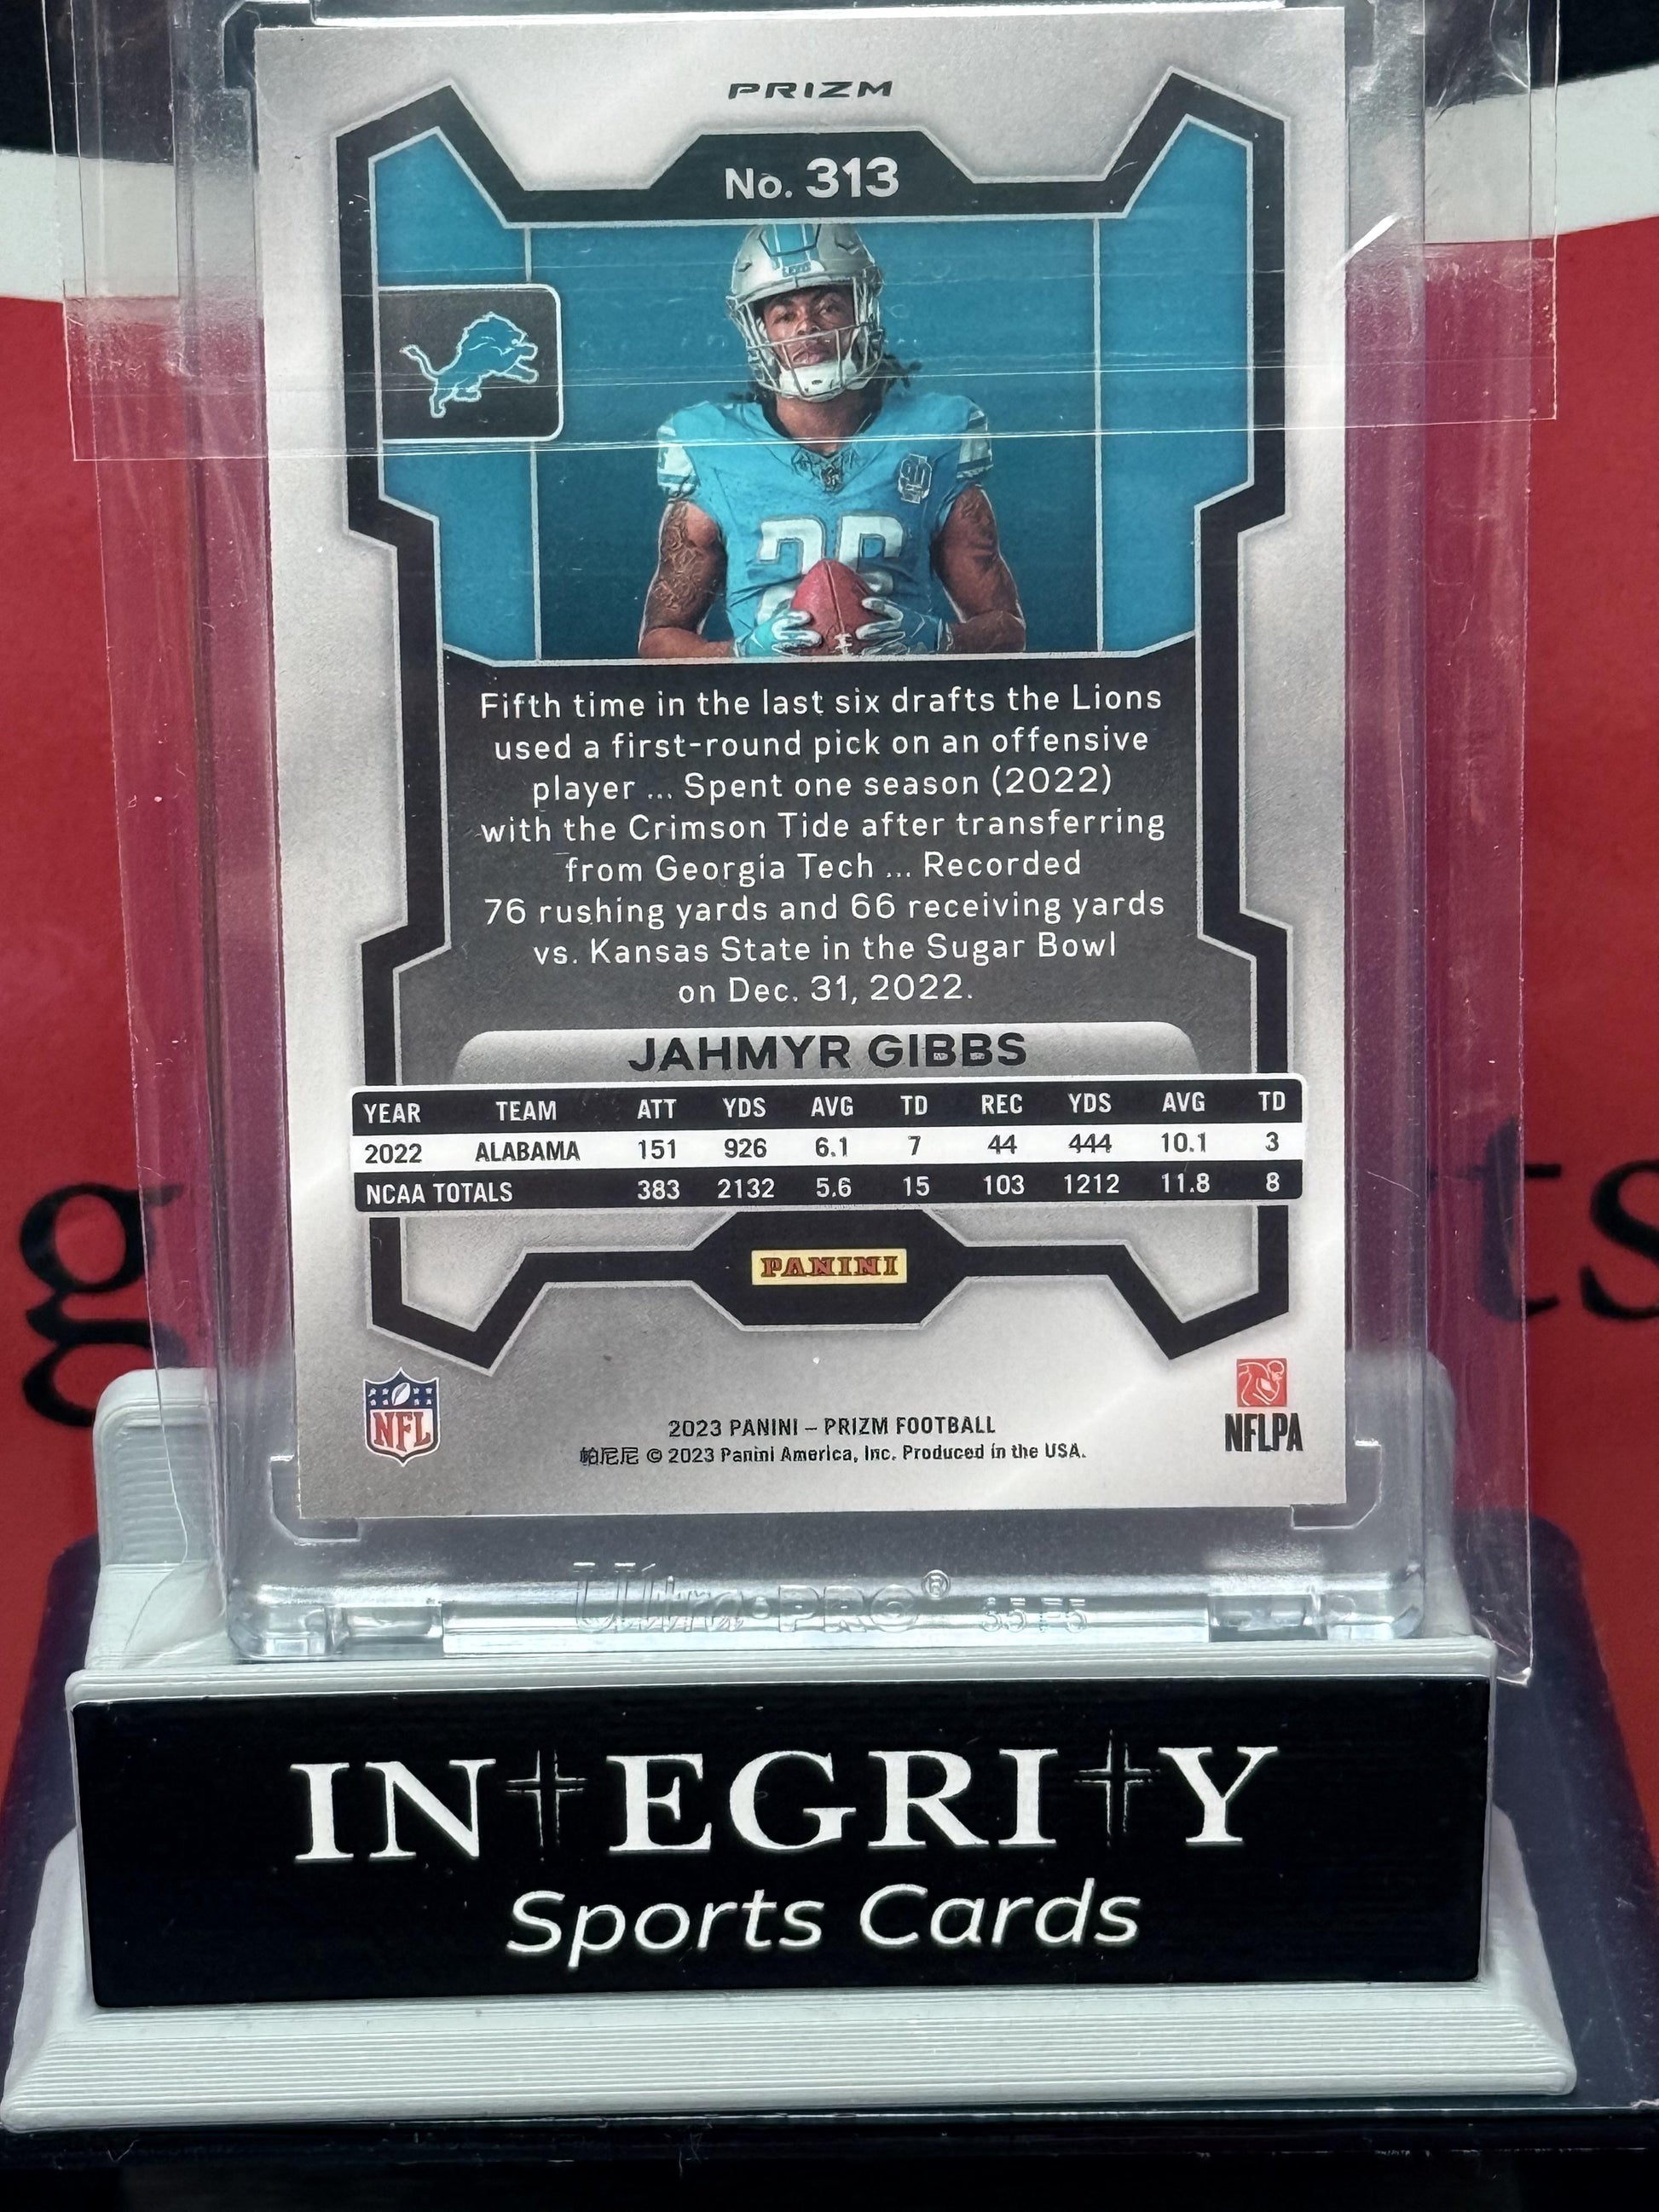 PRIZM
No. 313
Fifth time in the last six drafts the Lions
used a first-round pick on an offensive
player ... Spent one season (2022)
with the Crimson Tide after transferring
from Georgia Tech ... Recorded
76 rushing yards and 66 receiving yards
vs. Kansas State in the Sugar Bowl
on Dec. 31, 2022.
JAHMYR GIBBS
YEAR TEAM ATT YDS AVG TD REC YDS AVG TD
2022 ALABAMA 151 926 6.1 7 44 444 10.1 3
NCAA TOTALS 383 2132 5.6 15 103 1212 11.8 8
PANINI
NFL
NFLPA
2023 PANINI – PRIZM FOOTBALL
帕尼尼 © 2023 Panini America, Inc. Produced in the USA.
Ultra•PRO®
IN†EGRI†Y
Sports Cards